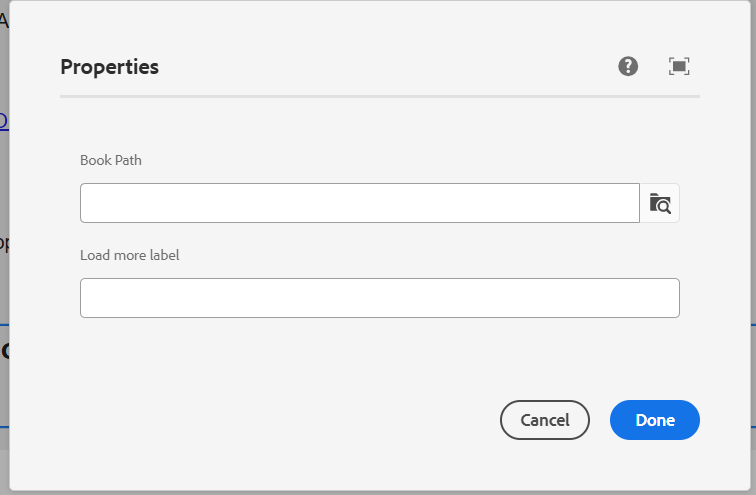 Properties
Book Path
Load more label
Cancel
Done